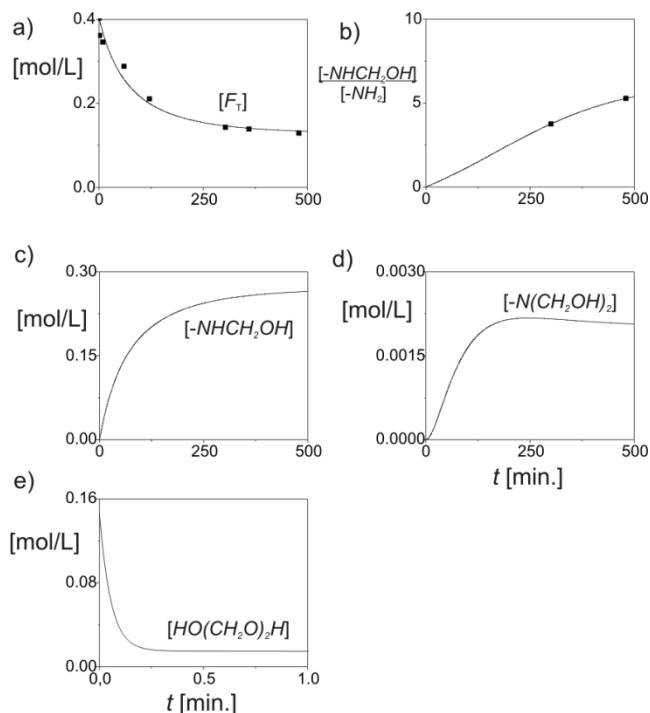 a)
[mol/L]
0.4
0.2
0.0
[F_T]
0
250
500
b)
[-NHCH₂OH]
[-NH₂]
10
5
0
0
250
500
c)
[mol/L]
0.30
0.15
0.00
[-NHCH₂OH]
0
250
500
d)
[mol/L]
0.0030
0.0015
0.0000
[-N(CH₂OH)₂]
0
250
500
t [min.]
e)
[mol/L]
0.16
0.08
0.00
[HO(CH₂O)₂H]
0,0
0.5
1.0
t [min.]